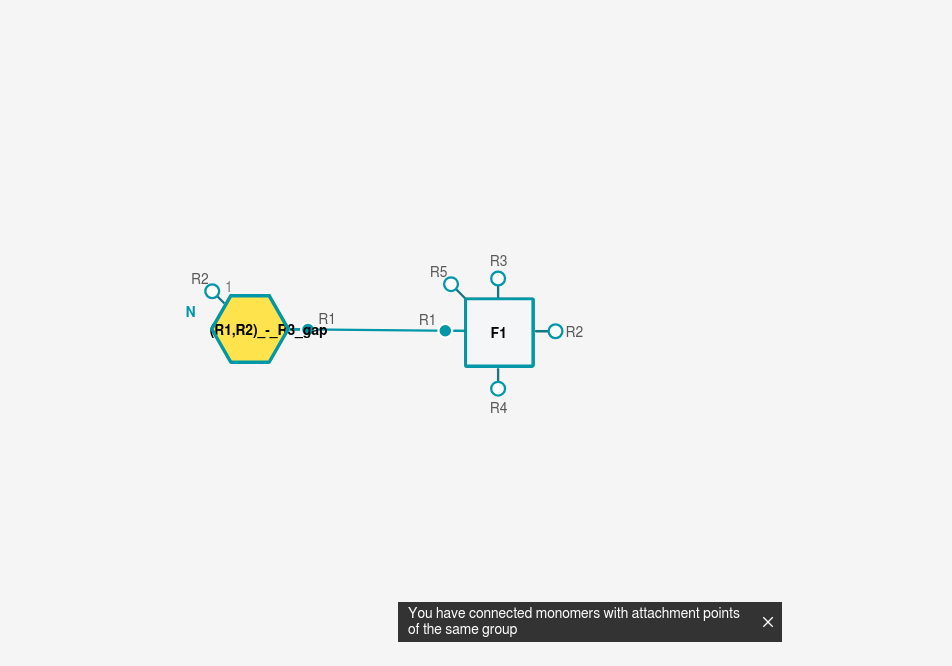 R3
R5
R2
1
N
R1
R1
(R1,R2)_-_R3_gap
F1
R2
R4
You have connected monomers with attachment points
of the same group